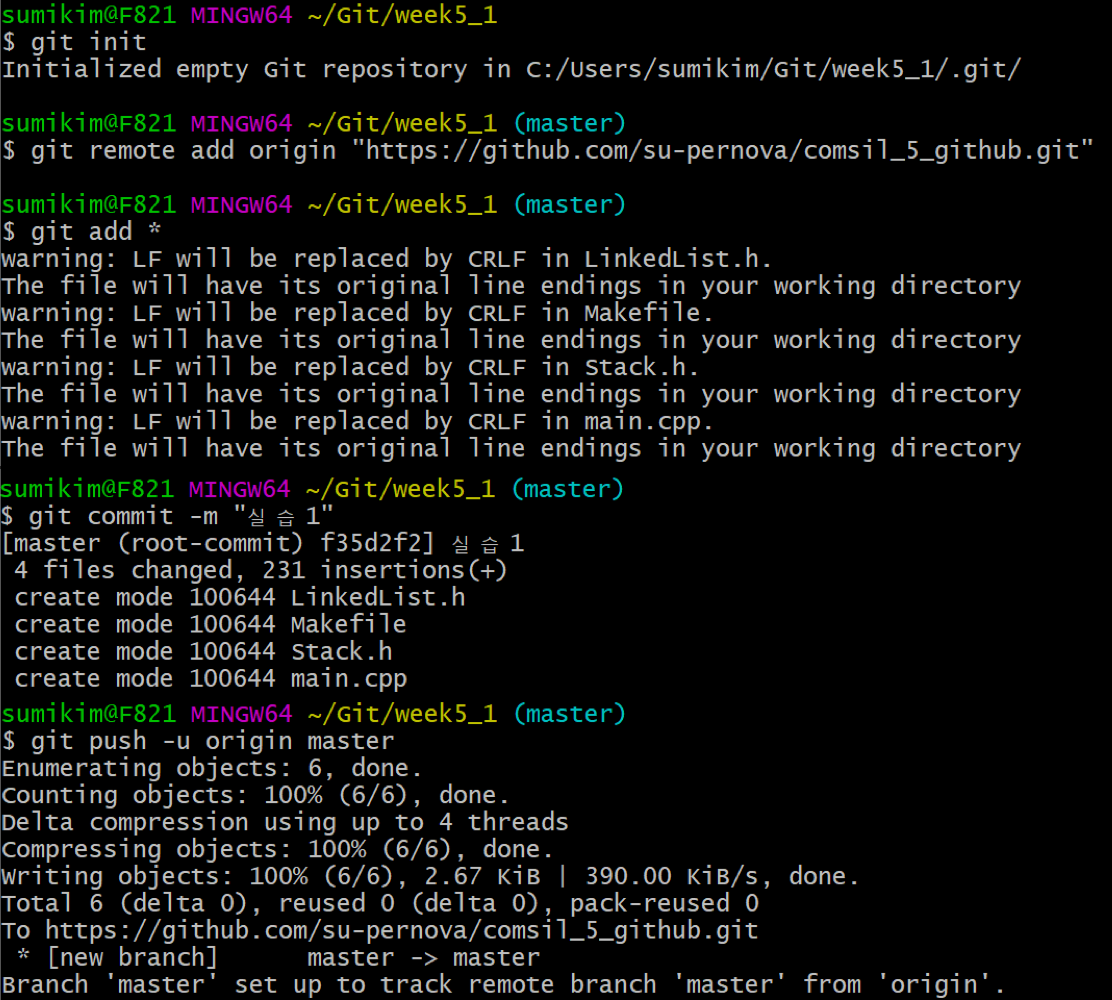 sumikim@F821 MINGW64 ~/Git/week5_1
$ git init
Initialized empty Git repository in C:/Users/sumikim/Git/week5_1/.git/
sumikim@F821 MINGW64 ~/Git/week5_1 (master)
$ git remote add origin "https://github.com/su-pernova/comsil_5_github.git"
sumikim@F821 MINGW64 ~/Git/week5_1 (master)
$ git add *
warning: LF will be replaced by CRLF in LinkedList.h.
The file will have its original line endings in your working directory
warning: LF will be replaced by CRLF in Makefile.
The file will have its original line endings in your working directory
warning: LF will be replaced by CRLF in Stack.h.
The file will have its original line endings in your working directory
warning: LF will be replaced by CRLF in main.cpp.
The file will have its original line endings in your working directory
sumikim@F821 MINGW64 ~/Git/week5_1 (master)
$ git commit -m "실 습 1"
[master (root-commit) f35d2f2] 실 습 1
 4 files changed, 231 insertions(+)
 create mode 100644 LinkedList.h
 create mode 100644 Makefile
 create mode 100644 Stack.h
 create mode 100644 main.cpp
sumikim@F821 MINGW64 ~/Git/week5_1 (master)
$ git push -u origin master
Enumerating objects: 6, done.
Counting objects: 100% (6/6), done.
Delta compression using up to 4 threads
Compressing objects: 100% (6/6), done.
Writing objects: 100% (6/6), 2.67 KiB | 390.00 KiB/s, done.
Total 6 (delta 0), reused 0 (delta 0), pack-reused 0
To https://github.com/su-pernova/comsil_5_github.git
 * [new branch]      master -> master
Branch 'master' set up to track remote branch 'master' from 'origin'.